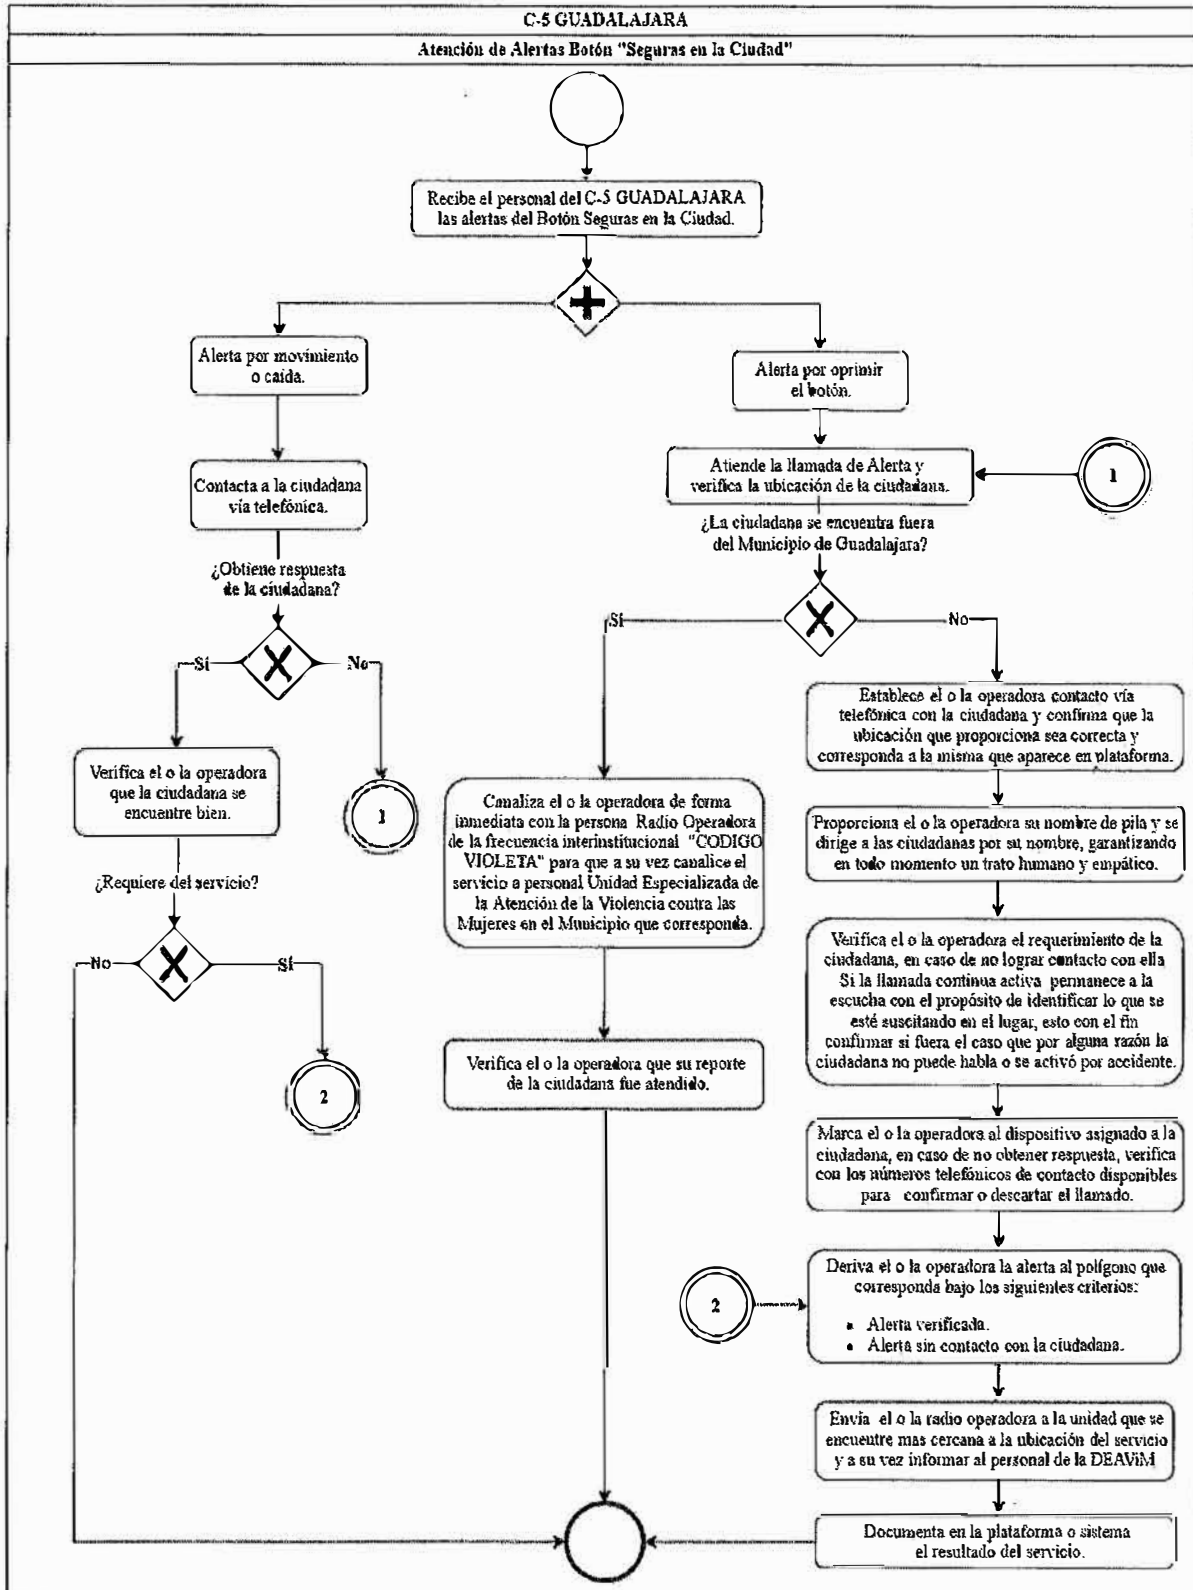 C-5 GUADALAJARA
Atención de Alertas Botón "Seguras en la Ciudad"
Recibe el personal del C-5 GUADALAJARA
las alertas del Botón Seguras en la Ciudad.
Alerta por movimiento
o caída.
Contacta a la ciudadana
vía telefónica.
¿Obtiene respuesta
de la ciudadana?
Sí
No
Verifica el o la operadora
que la ciudadana se
encuentre bien.
1
¿Requiere del servicio?
No
Sí
2
Alerta por oprimir
el botón.
Atiende la llamada de Alerta y
verifica la ubicación de la ciudadana.
1
¿La ciudadana se encuentra fuera
del Municipio de Guadalajara?
Sí
No
Canaliza el o la operadora de forma
inmediata con la persona Radio Operadora
de la frecuencia interinstitucional "CODIGO
VIOLETA" para que a su vez canalice el
servicio a personal Unidad Especializada de
la Atención de la Violencia contra las
Mujeres en el Municipio que corresponda.
Verifica el o la operadora que su reporte
de la ciudadana fue atendido.
Establece el o la operadora contacto vía
telefónica con la ciudadana y confirma que la
ubicación que proporciona sea correcta y
corresponda a la misma que aparece en plataforma.
Proporciona el o la operadora su nombre de pila y se
dirige a las ciudadanas por su nombre, garantizando
en todo momento un trato humano y empático.
Verifica el o la operadora el requerimiento de la
ciudadana, en caso de no lograr contacto con ella
Si la llamada continua activa permanece a la
escucha con el propósito de identificar lo que se
esté suscitando en el lugar, esto con el fin
confirmar si fuera el caso que por alguna razón la
ciudadana no puede habla o se activó por accidente.
Marca el o la operadora al dispositivo asignado a la
ciudadana, en caso de no obtener respuesta, verifica
con los números telefónicos de contacto disponibles
para confirmar o descartar el llamado.
2
Deriva el o la operadora la alerta al polígono que
corresponda bajo los siguientes criterios:
• Alerta verificada.
• Alerta sin contacto con la ciudadana.
Envía el o la radio operadora a la unidad que se
encuentre mas cercana a la ubicación del servicio
y a su vez informar al personal de la DEAViM
Documenta en la plataforma o sistema
el resultado del servicio.